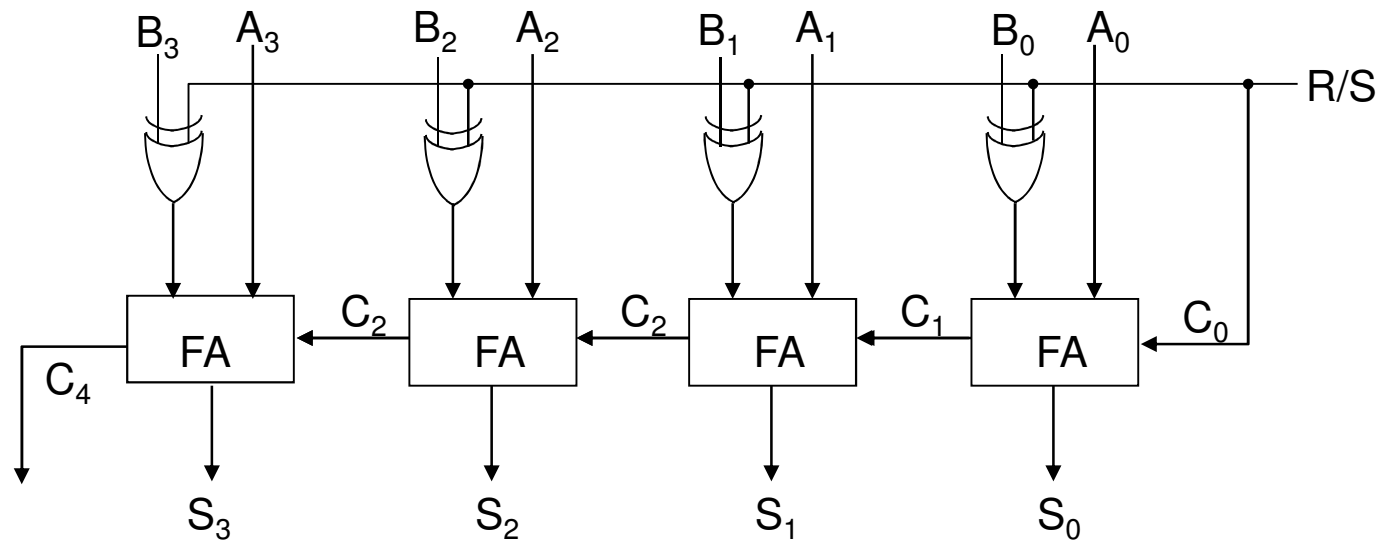 B₃ A₃ B₂ A₂ B₁ A₁ B₀ A₀
R/S
C₂ C₂ C₁ C₀
FA FA FA FA
C₄
S₃ S₂ S₁ S₀